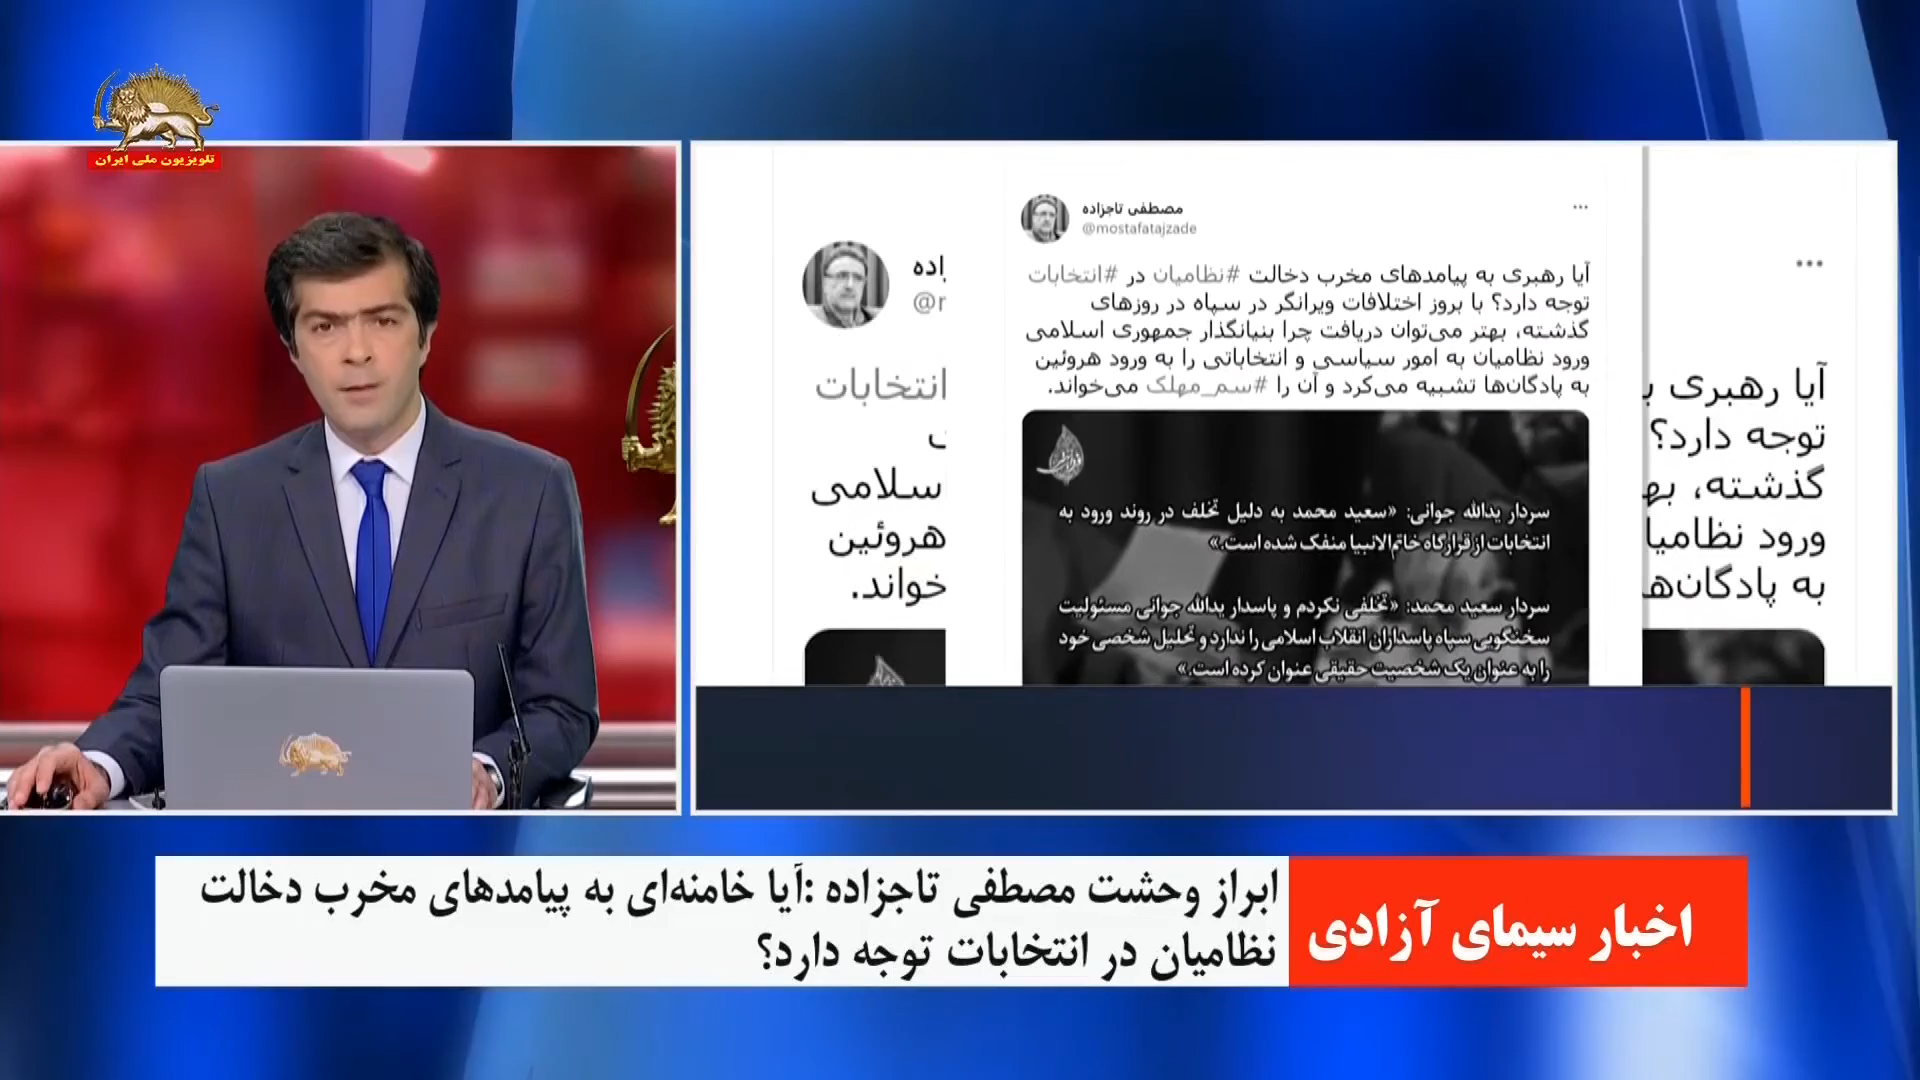 تلویزیون ملی ایران
مصطفی تاجزاده
@mostafatajzade
آیا رهبری به پیامدهای مخرب دخالت #نظامیان در #انتخابات
توجه دارد؟ با بروز اختلافات ویرانگر در سپاه در روزهای
گذشته، بهتر می‌توان دریافت چرا بنیانگذار جمهوری اسلامی
ورود نظامیان به امور سیاسی و انتخاباتی را به ورود هروئین
به پادگان‌ها تشبیه می‌کرد و آن را #سم_مهلک می‌خواند.
سردار یدالله جوانی: «سعید محمد به دلیل تخلف در روند ورود به
انتخابات از قرارگاه خاتم‌الانبیا منفک شده است.»
سردار سعید محمد: «تخلفی نکردم و پاسدار یدالله جوانی مسئولیت
سخنگویی سپاه پاسداران انقلاب اسلامی را ندارد و تحلیل شخصی خود
را به عنوان یک شخصیت حقیقی عنوان کرده است.»
آیا رهبری ب
توجه دارد؟
گذشته، به
ورود نظامیا
به پادگان‌ه
زاده
انتخابات
سلامی
هروئین
خواند.
اخبار سیمای آزادی
ابراز وحشت مصطفی تاجزاده :آیا خامنه‌ای به پیامدهای مخرب دخالت
نظامیان در انتخابات توجه دارد؟